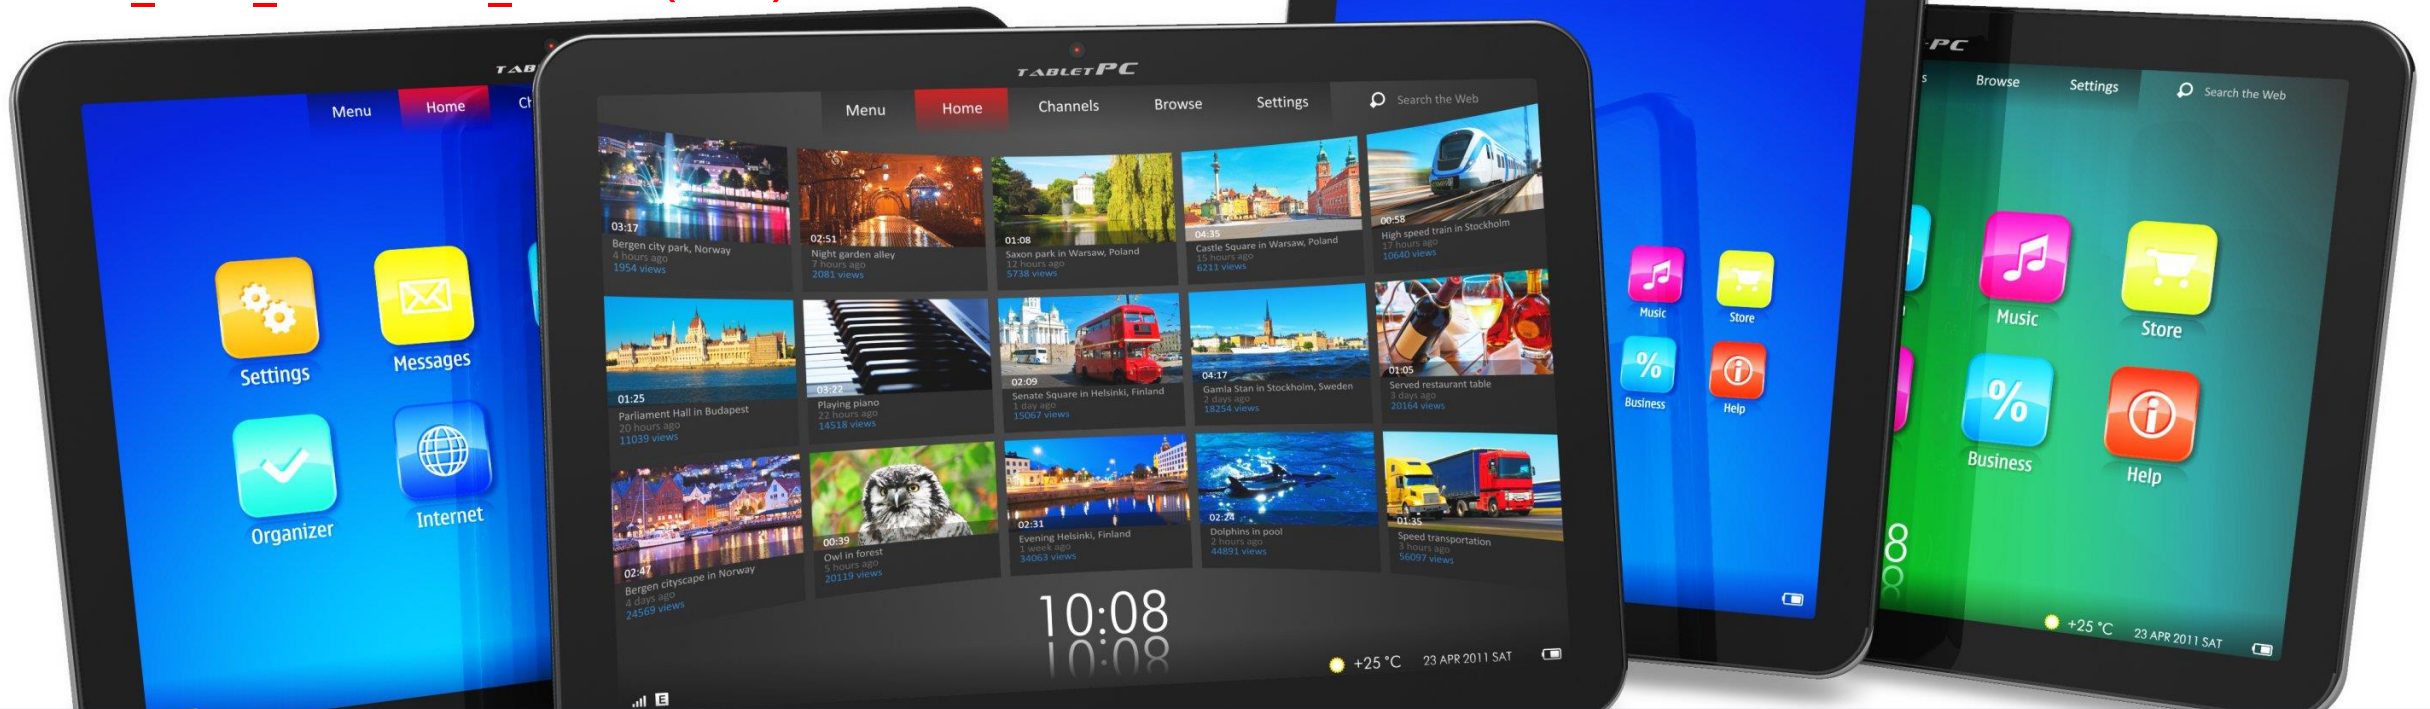 TAB
Menu Home Ch
Settings
Messages
Organizer
Internet
TABLET PC
Menu Home Channels Browse Settings Search the Web
03:17
Bergen city park, Norway
4 hours ago
1954 views
02:51
Night garden alley
7 hours ago
2081 views
01:08
Saxon park in Warsaw, Poland
12 hours ago
5738 views
04:35
Castle Square in Warsaw, Poland
15 hours ago
6211 views
00:58
High speed train in Stockholm
17 hours ago
10640 views
01:25
Parliament Hall in Budapest
20 hours ago
11039 views
03:22
Playing piano
22 hours ago
14518 views
02:09
Senate Square in Helsinki, Finland
1 day ago
15067 views
04:17
Gamla Stan in Stockholm, Sweden
2 days ago
18254 views
01:05
Served restaurant table
3 days ago
20164 views
02:47
Bergen cityscape in Norway
4 days ago
24569 views
00:39
Owl in forest
5 hours ago
20119 views
02:31
Evening Helsinki, Finland
1 week ago
34063 views
02:24
Dolphins in pool
2 hours ago
44891 views
01:35
Speed transportation
3 hours ago
56097 views
10:08
+25 °C 23 APR 2011 SAT
E
Music
Store
%
Business
Help
PC
s Browse Settings Search the Web
Music
Store
%
Business
Help
8
+25 °C 23 APR 2011 SAT